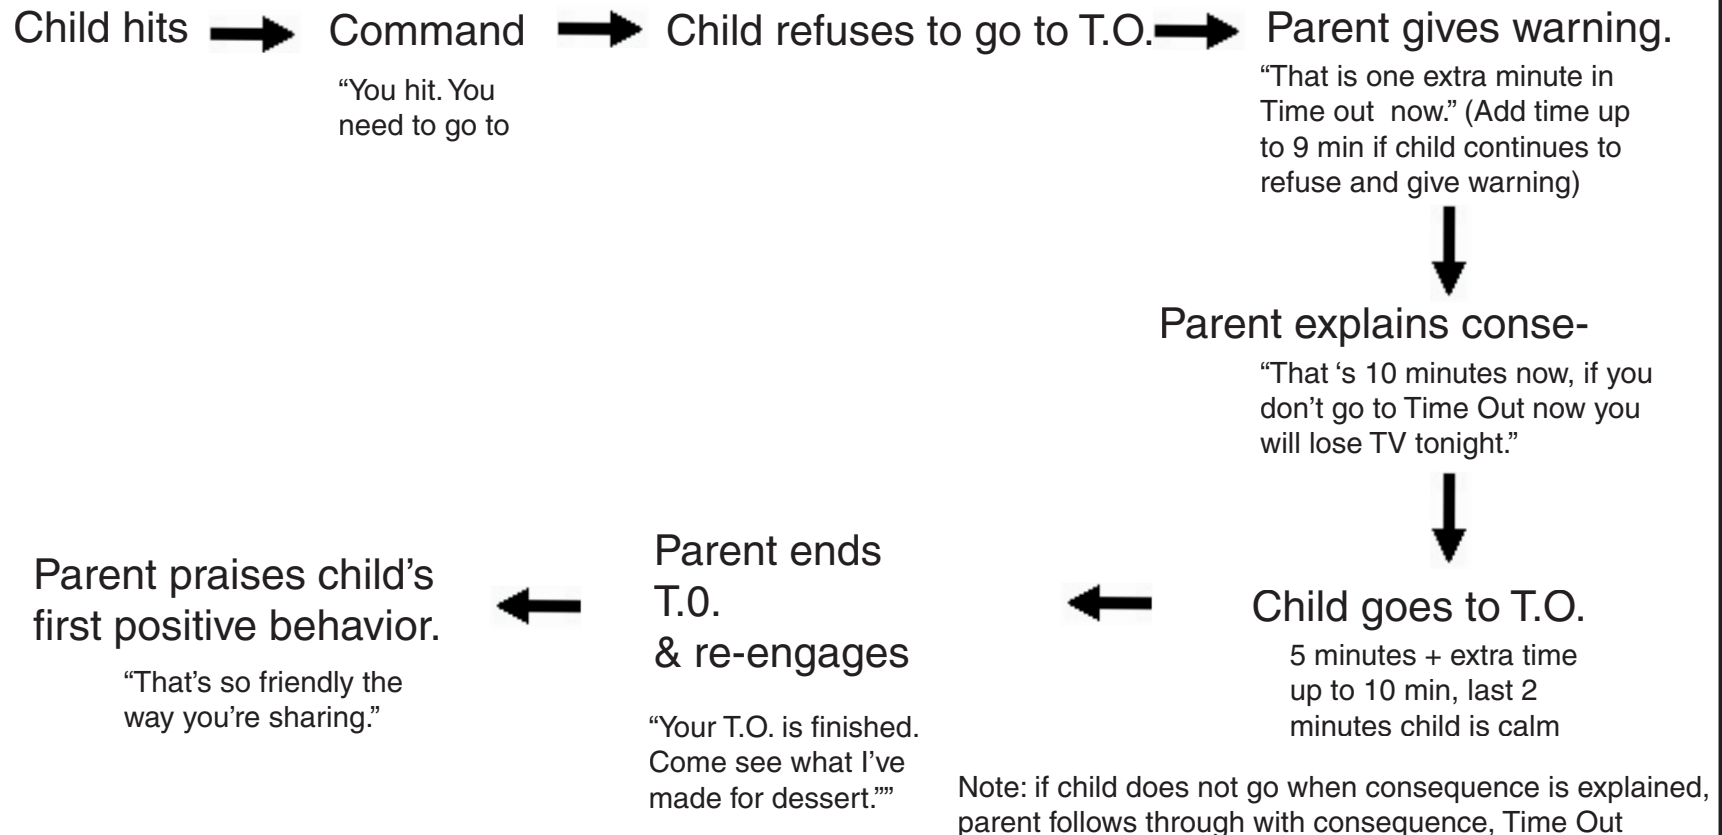 Child hits
Command
“You hit. You
need to go to
Child refuses to go to T.O.
Parent gives warning.
“That is one extra minute in
Time out  now.” (Add time up
to 9 min if child continues to
refuse and give warning)
Parent explains conse-
“That ‘s 10 minutes now, if you
don’t go to Time Out now you
will lose TV tonight.”
Child goes to T.O.
5 minutes + extra time
up to 10 min, last 2
minutes child is calm
Parent ends
T.0.
& re-engages
“Your T.O. is finished.
Come see what I’ve
made for dessert.””
Parent praises child’s
first positive behavior.
“That’s so friendly the
way you’re sharing.”
Note: if child does not go when consequence is explained,
parent follows through with consequence, Time Out